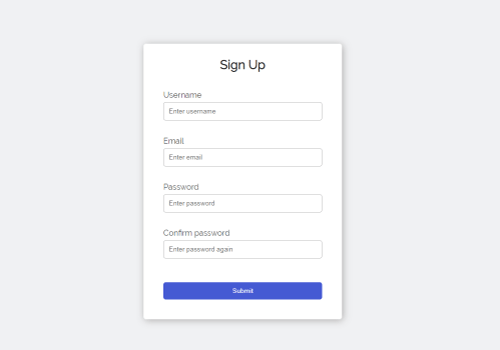 Sign Up
Username
Enter username
Email
Enter email
Password
Enter password
Confirm password
Enter password again
Submit